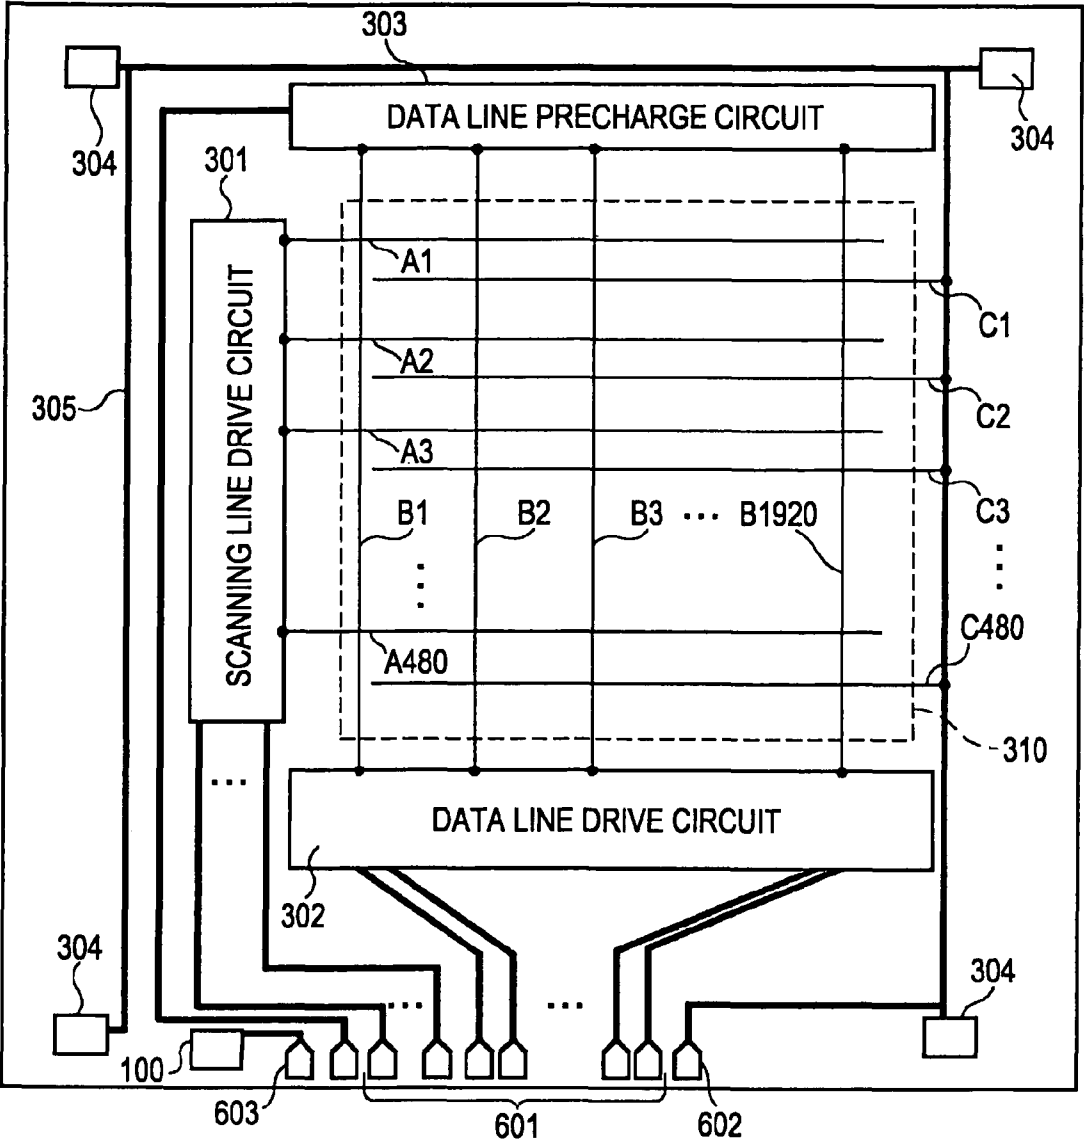 303
DATA LINE PRECHARGE CIRCUIT
304
304
301
SCANNING LINE DRIVE CIRCUIT
A1
C1
A2
305
C2
A3
C3
B1
B2
B3
...
B1920
A480
C480
310
...
DATA LINE DRIVE CIRCUIT
302
304
304
...
...
100
603
601
602